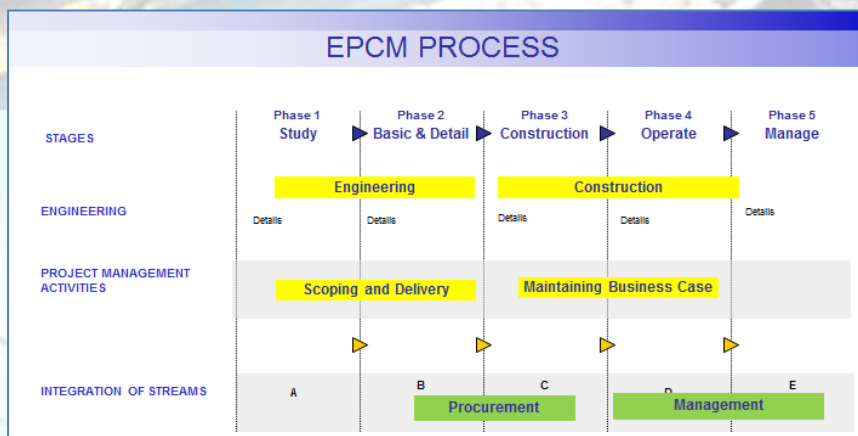 EPCM PROCESS
Phase 1 Phase 2 Phase 3 Phase 4 Phase 5
STAGES Study Basic & Detail Construction Operate Manage
Engineering Construction
ENGINEERING Details Details Details Details Details
PROJECT MANAGEMENT
ACTIVITIES
Scoping and Delivery Maintaining Business Case
INTEGRATION OF STREAMS A B C D E
Procurement Management